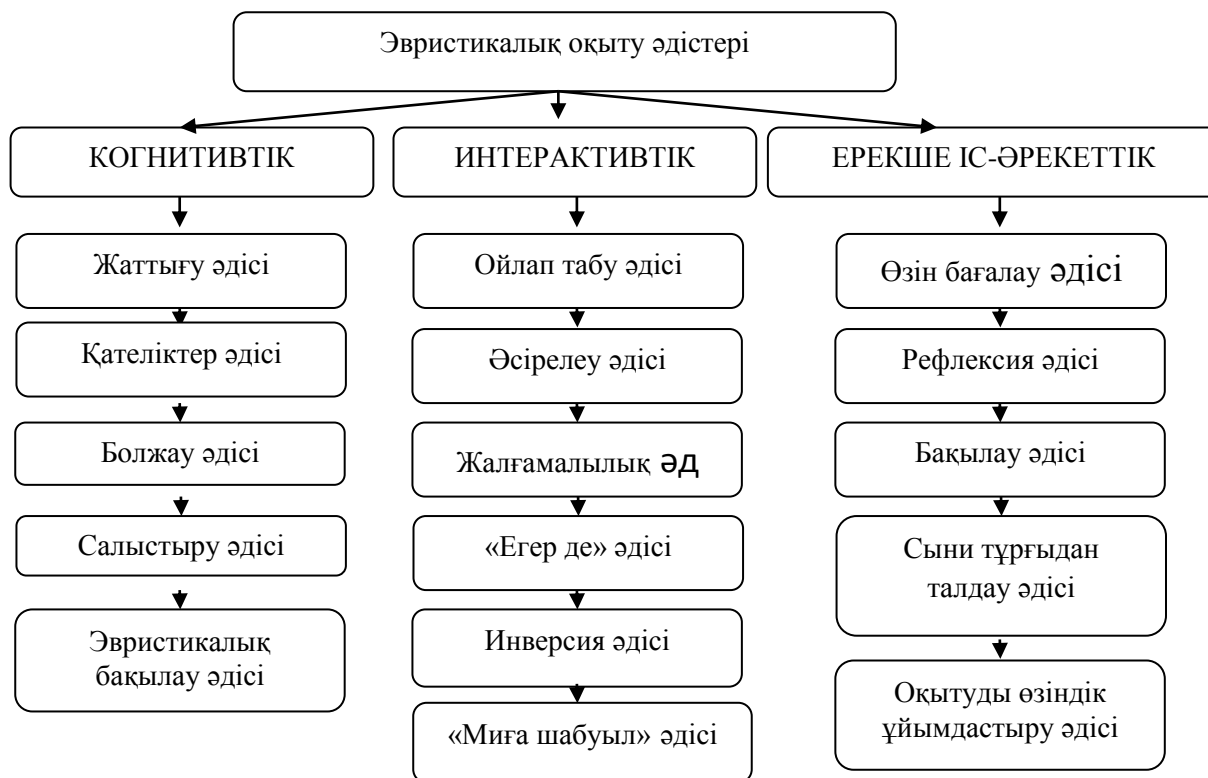 Эвристикалық оқыту әдістері
КОГНИТИВТІК
Жаттығу әдісі
Қателіктер әдісі
Болжау әдісі
Салыстыру әдісі
Эвристикалық
бақылау әдісі
ИНТЕРАКТИВТІК
Ойлап табу әдісі
Әсірелеу әдісі
Жалғамалылық әд
«Егер де» әдісі
Инверсия әдісі
«Миға шабуыл» әдісі
ЕРЕКШЕ ІС-ӘРЕКЕТТІК
Өзін бағалау әдісі
Рефлексия әдісі
Бақылау әдісі
Сыни тұрғыдан
талдау әдісі
Оқытуды өзіндік
ұйымдастыру әдісі